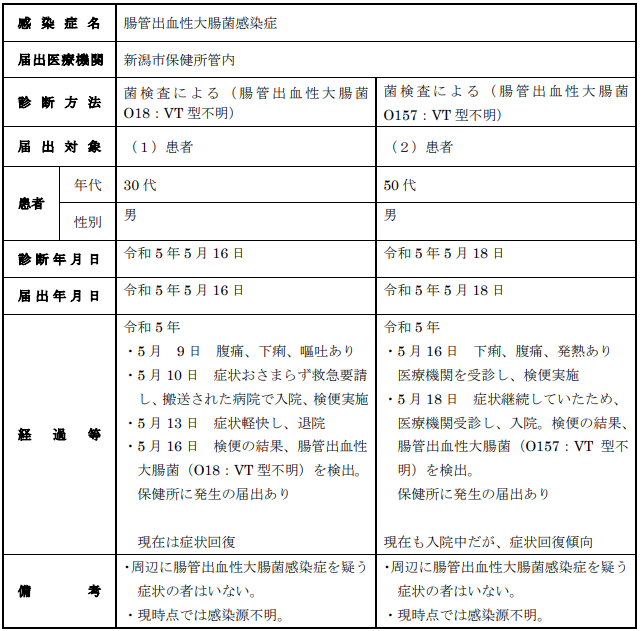 感染症名 腸管出血性大腸菌感染症
届出医療機関 新潟市保健所管内
診断方法
菌検査による（腸管出血性大腸菌
O18：VT 型不明）
菌検査による（腸管出血性大腸菌
O157：VT 型不明）
届出対象 （１）患者 （２）患者
患者
年代 30代 50代
性別 男 男
診断年月日 令和 5 年 5 月 16 日 令和 5 年 5 月 18 日
届出年月日 令和 5 年 5 月 16 日 令和 5 年 5 月 18 日
経過等
令和 5 年
・5 月　9 日　腹痛、下痢、嘔吐あり
・5 月 10 日　症状おさまらず救急要請
し、搬送された病院で入院、検便実施
・5 月 13 日　症状軽快し、退院
・5 月 16 日　検便の結果、腸管出血性
大腸菌（O18：VT 型不明）を検出。
保健所に発生の届出あり
現在は症状回復
令和 5 年
・5 月 16 日　下痢、腹痛、発熱あり
医療機関を受診し、検便実施
・5 月 18 日　症状継続していたため、
医療機関受診し、入院。検便の結果、
腸管出血性大腸菌（O157：VT 型不
明）を検出。
保健所に発生の届出あり
現在も入院中だが、症状回復傾向
備考
・周辺に腸管出血性大腸菌感染症を疑う
症状の者はいない。
・現時点では感染源不明。
・周辺に腸管出血性大腸菌感染症を疑う
症状の者はいない。
・現時点では感染源不明。